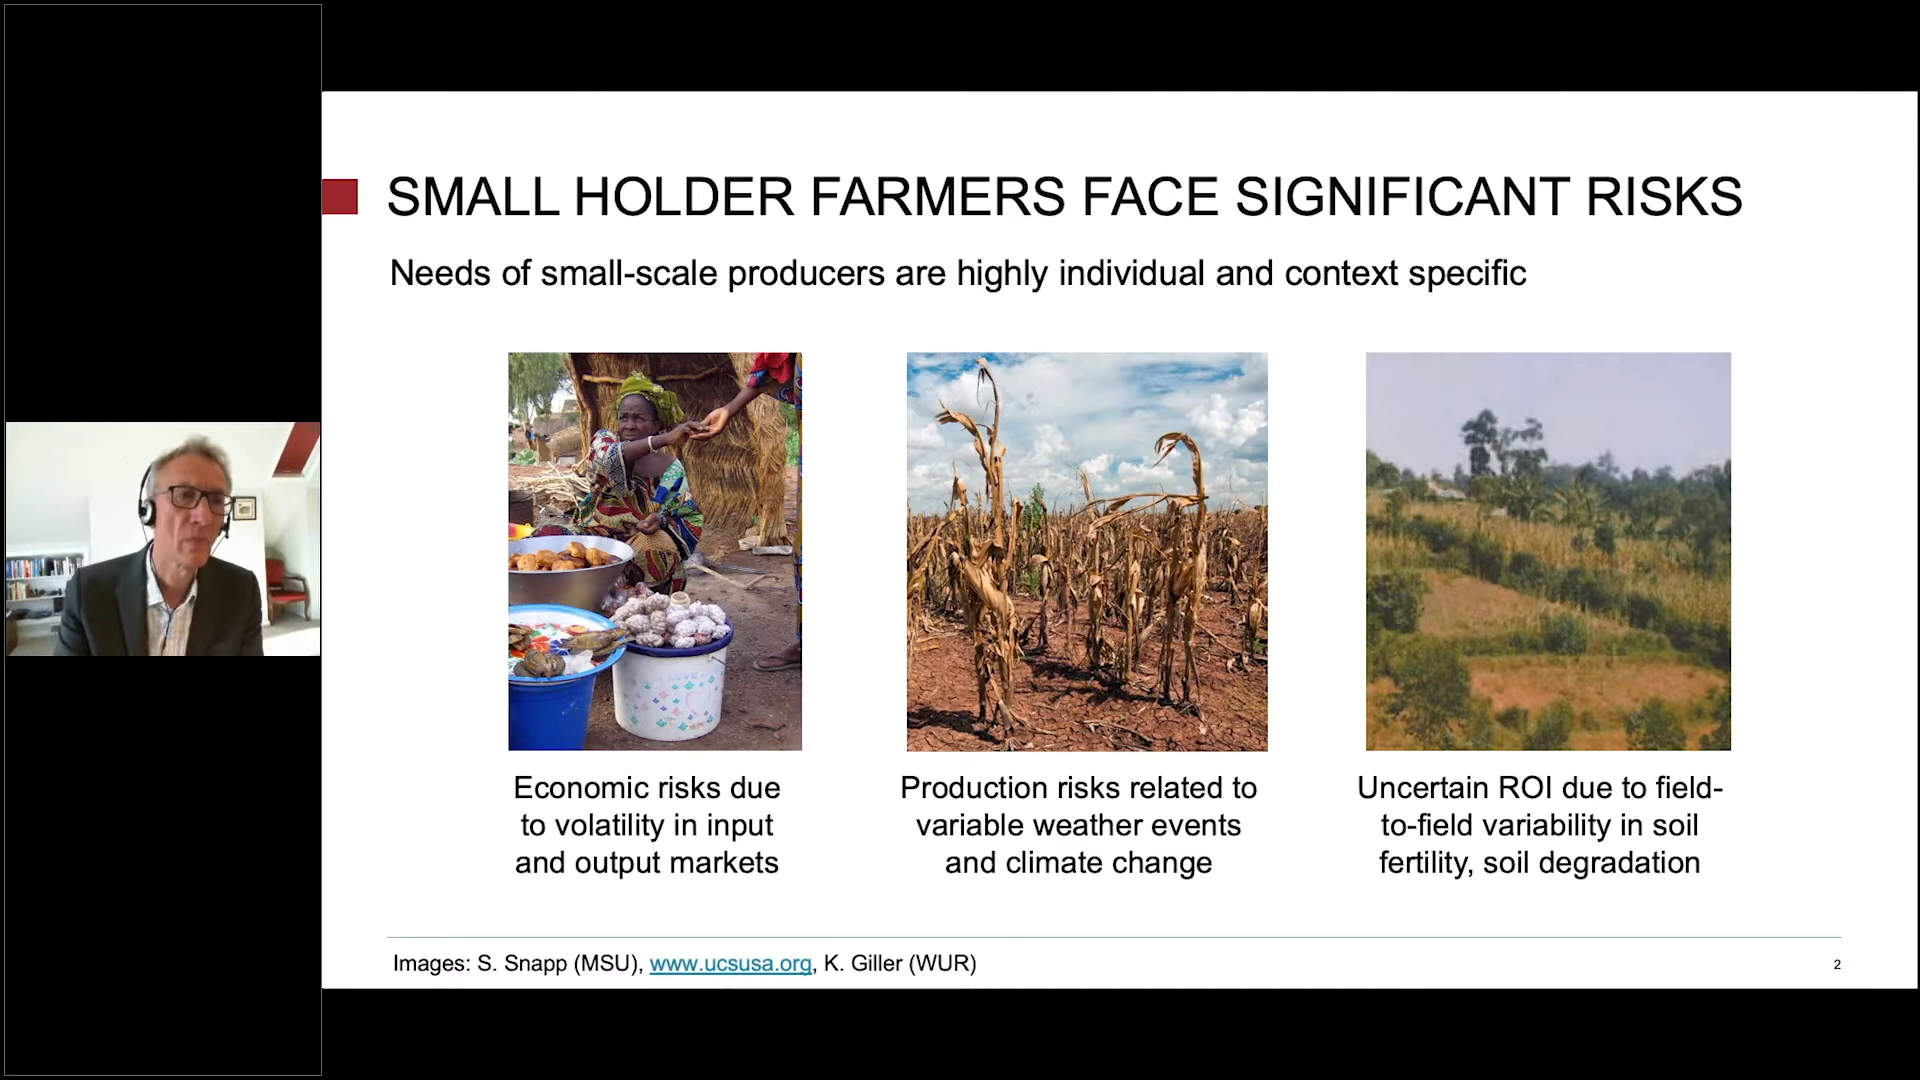 SMALL HOLDER FARMERS FACE SIGNIFICANT RISKS
Needs of small-scale producers are highly individual and context specific
Economic risks due
to volatility in input
and output markets
Production risks related to
variable weather events
and climate change
Uncertain ROI due to field-
to-field variability in soil
fertility, soil degradation
Images: S. Snapp (MSU), www.ucsusa.org, K. Giller (WUR)
2